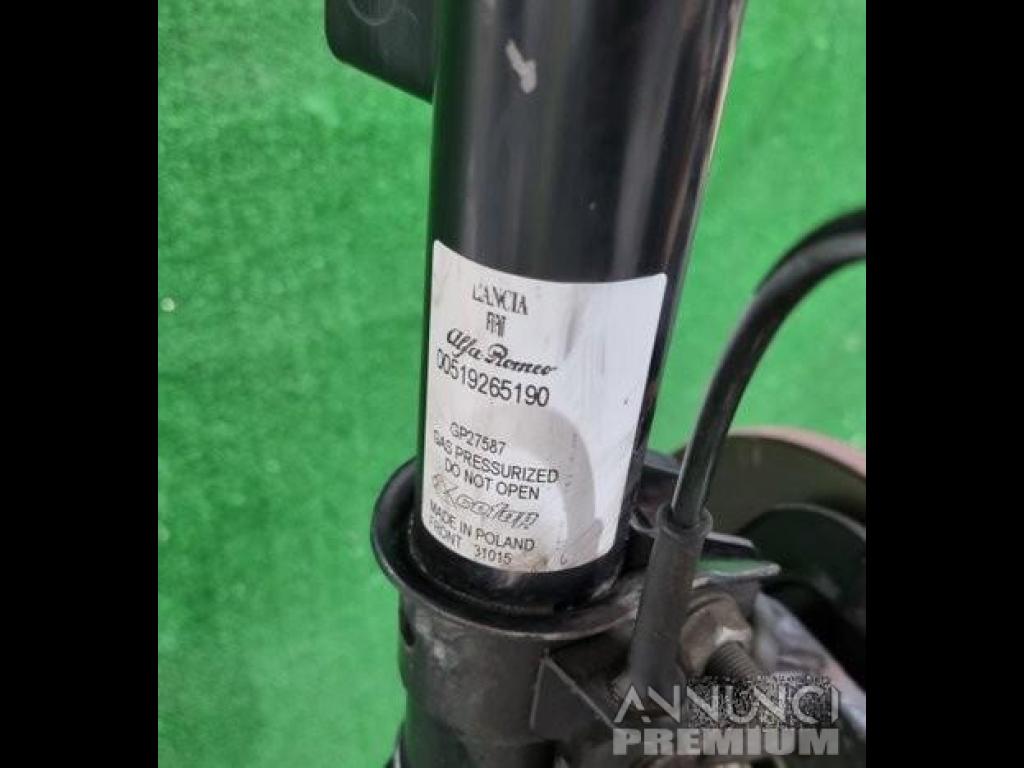 LANCIA
FIAT
Alfa Romeo
00519265190
GP27587
GAS PRESSURIZED
DO NOT OPEN
MADE IN POLAND
FRONT 31015
ANNUNCI
PREMIUM